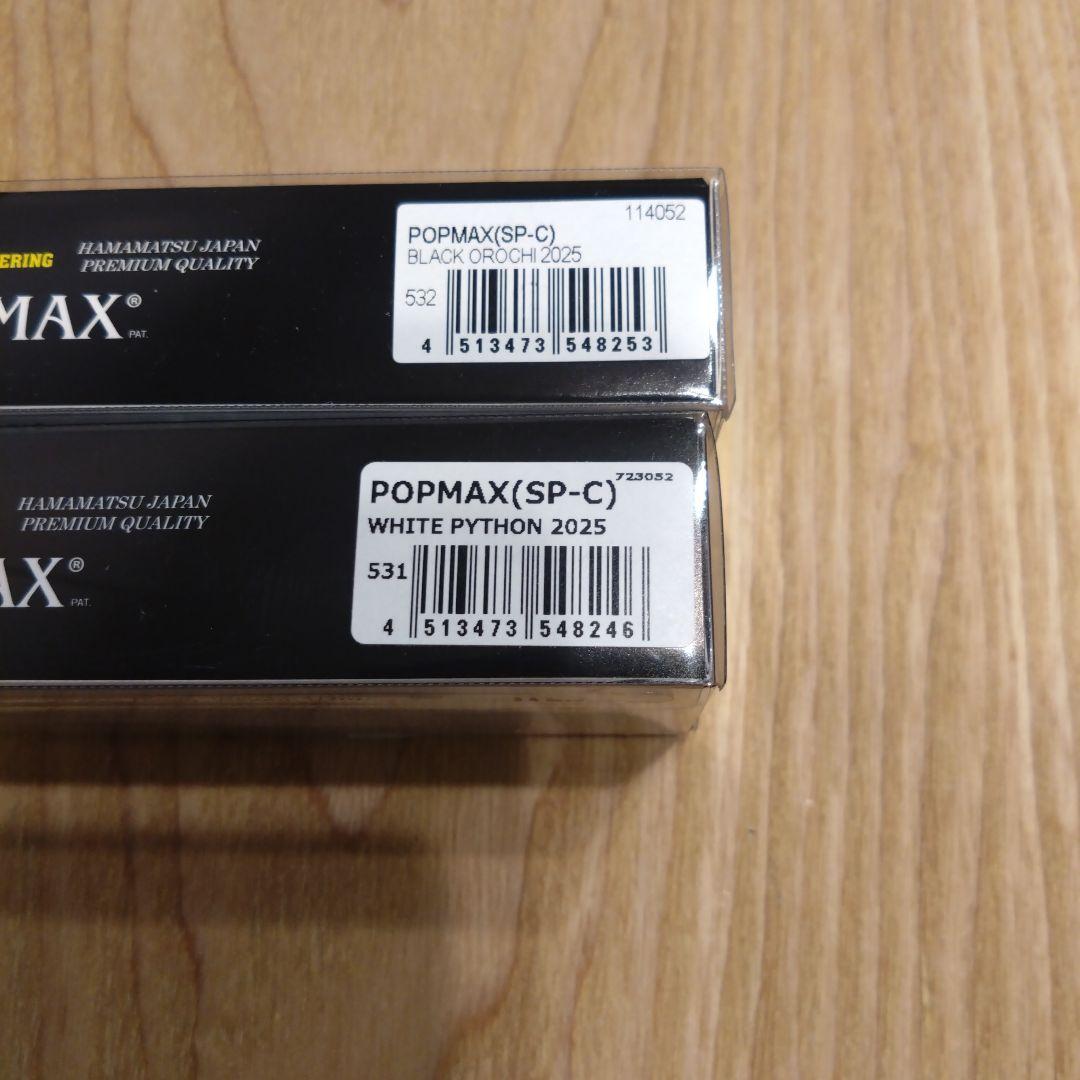 ERING
HAMAMATSU JAPAN
PREMIUM QUALITY
MAX®
PAT.
114052
POPMAX(SP-C)
BLACK OROCHI 2025
532
4 513473 548253
HAMAMATSU JAPAN
PREMIUM QUALITY
AX®
PAT.
723052
POPMAX(SP-C)
WHITE PYTHON 2025
531
4 513473 548246